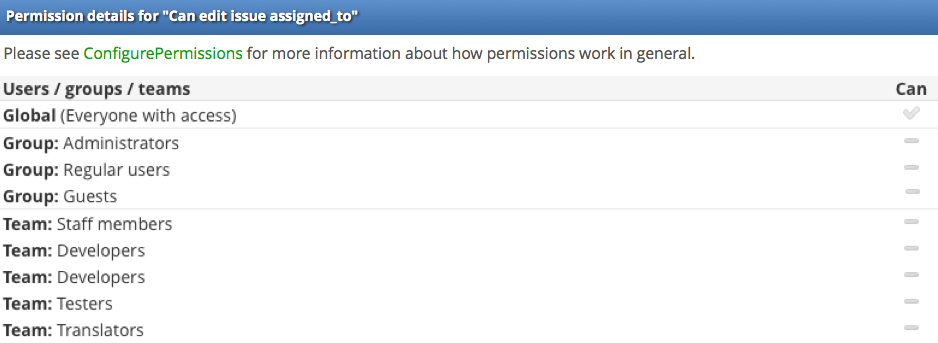 Permission details for "Can edit issue assigned_to"
Please see ConfigurePermissions for more information about how permissions work in general.
Users / groups / teams Can
Global (Everyone with access)
Group: Administrators
Group: Regular users
Group: Guests
Team: Staff members
Team: Developers
Team: Developers
Team: Testers
Team: Translators